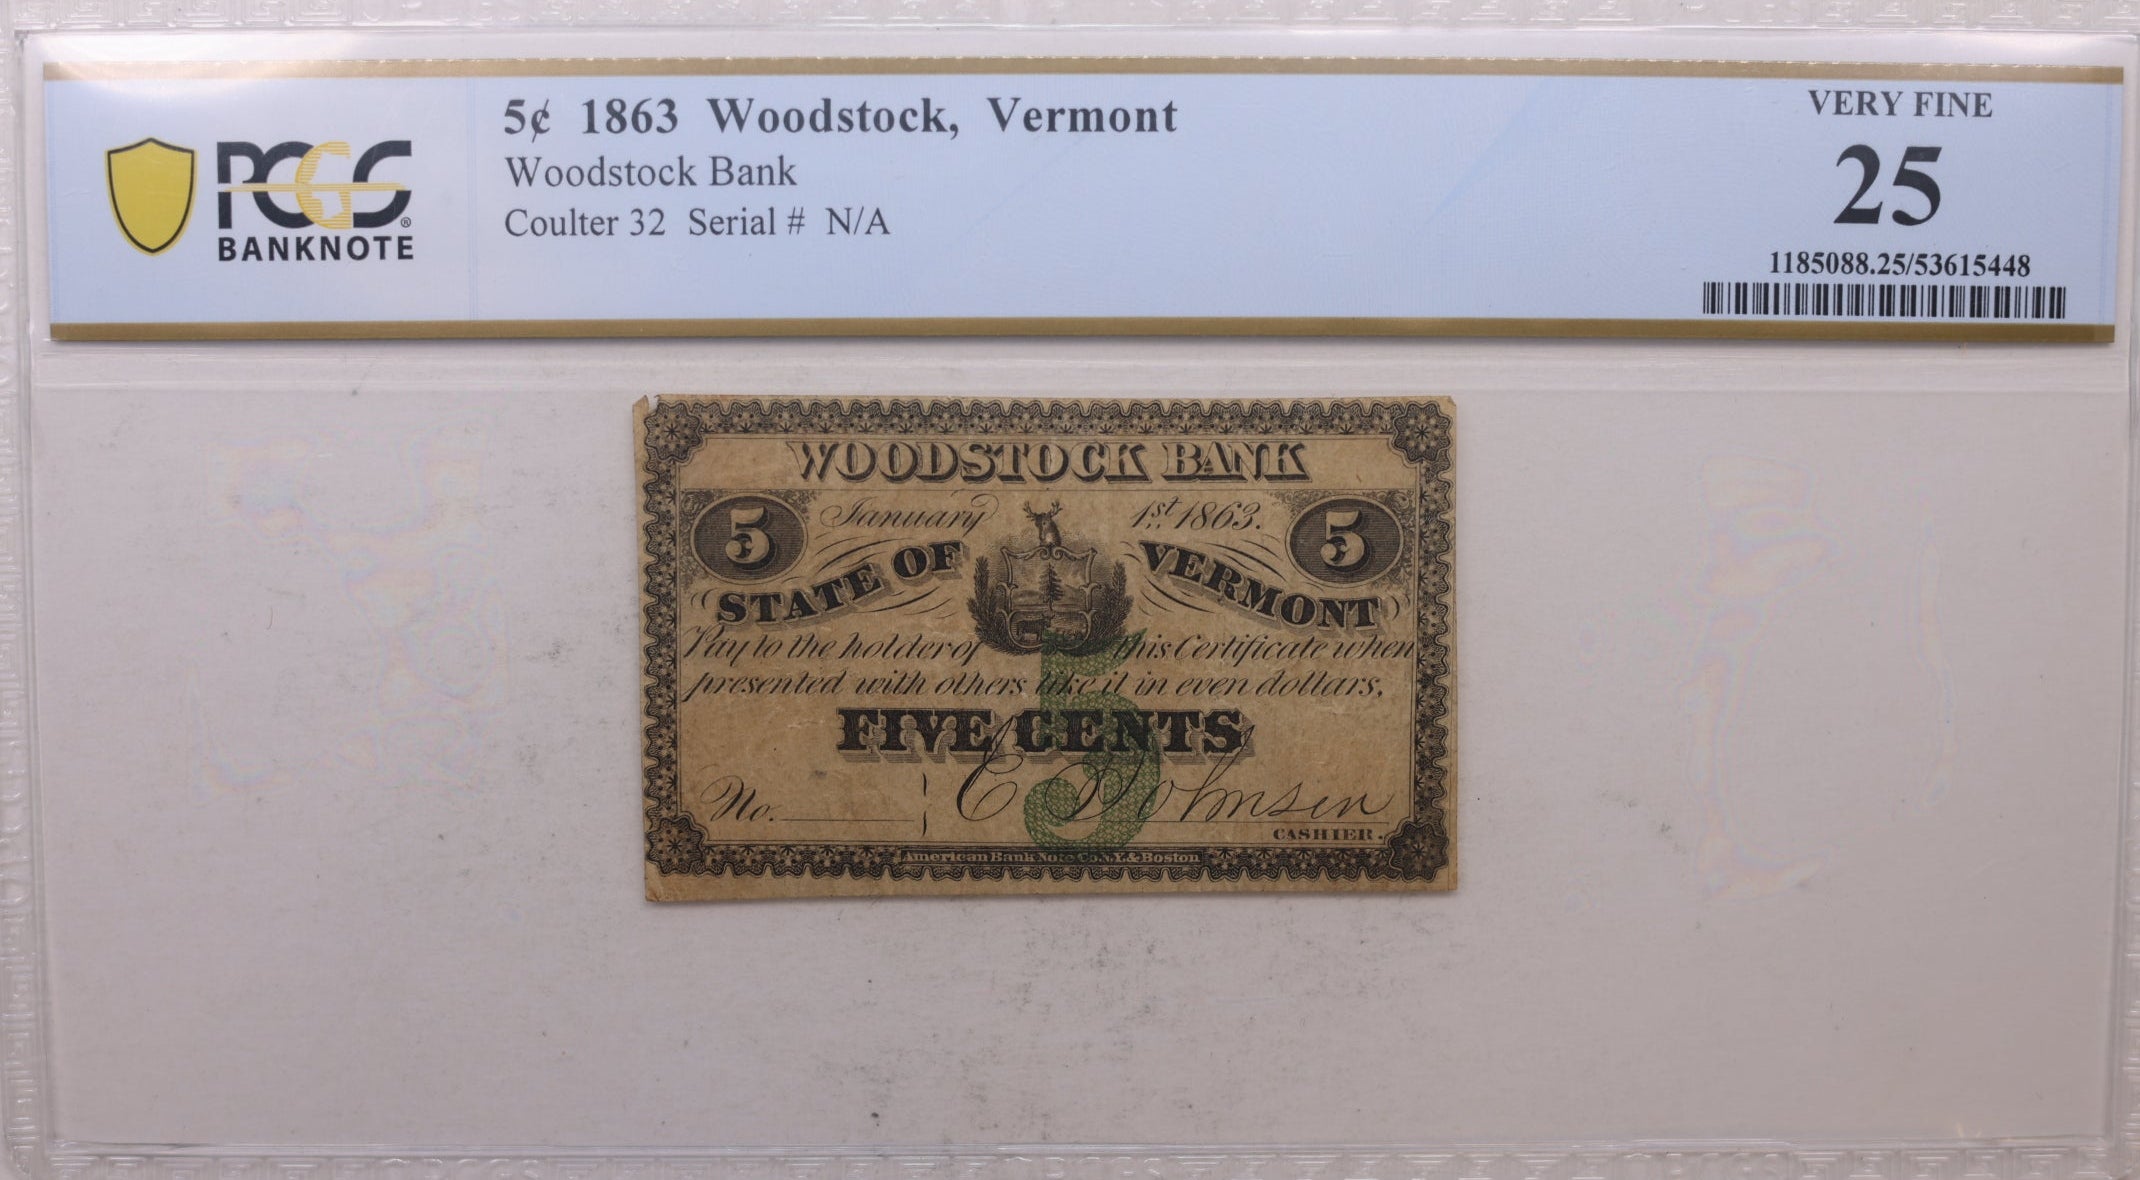 PCGS®
BANKNOTE
5¢ 1863 Woodstock, Vermont
Woodstock Bank
Coulter 32 Serial # N/A
VERY FINE
25
1185088.25/53615448
WOODSTOCK BANK
5 January 1st. 1863. 5
STATE OF VERMONT
Pay to the holder of this Certificate when
presented with others like it in even dollars,
FIVE CENTS
5
No. C Johnson
CASHIER.
American Bank Note Co. N.Y. & Boston